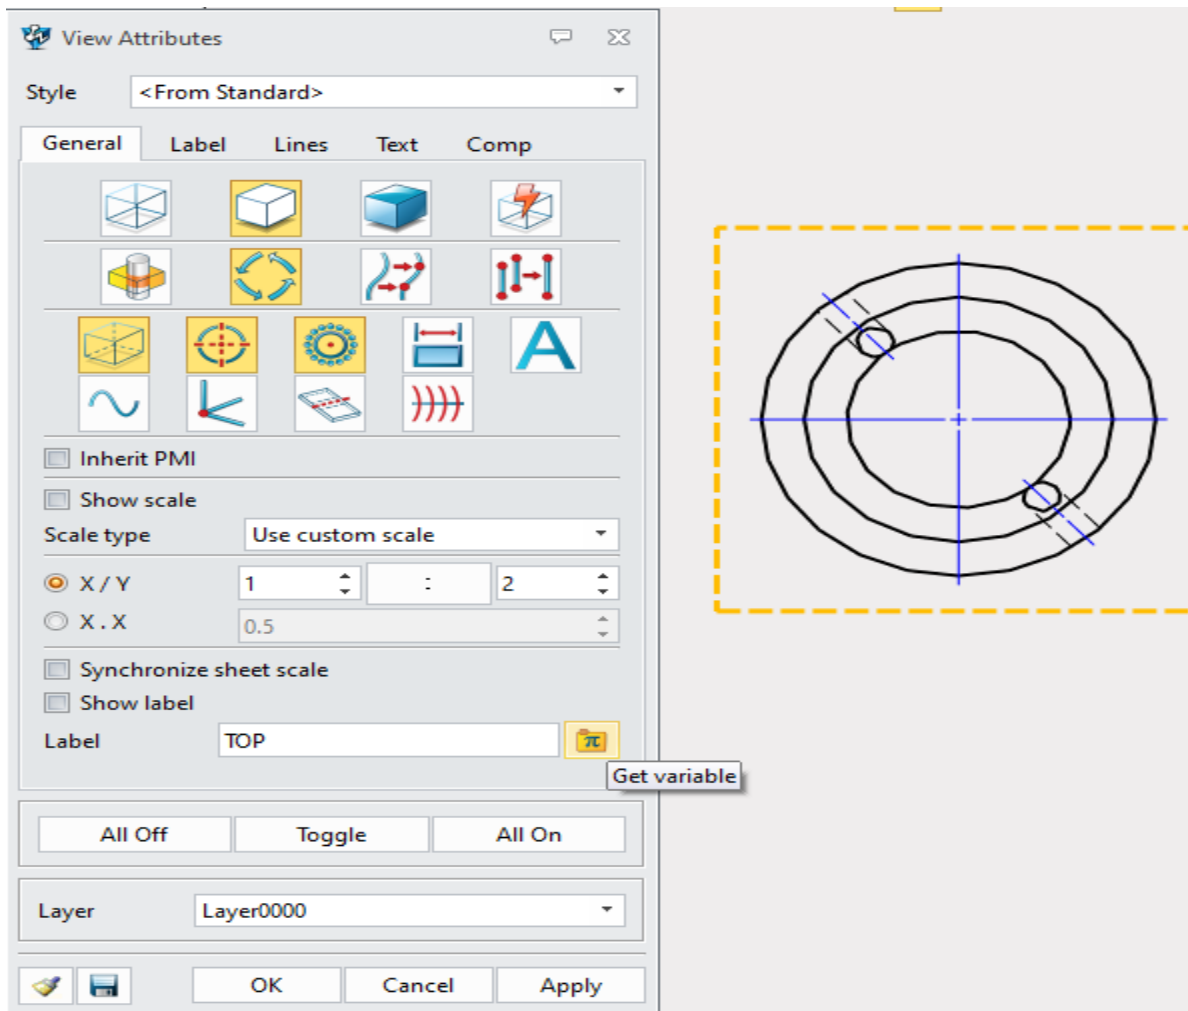 View Attributes
Style <From Standard>
General Label Lines Text Comp
A
Inherit PMI
Show scale
Scale type Use custom scale
X / Y 1 : 2
X . X 0.5
Synchronize sheet scale
Show label
Label TOP π
Get variable
All Off Toggle All On
Layer Layer0000
OK Cancel Apply